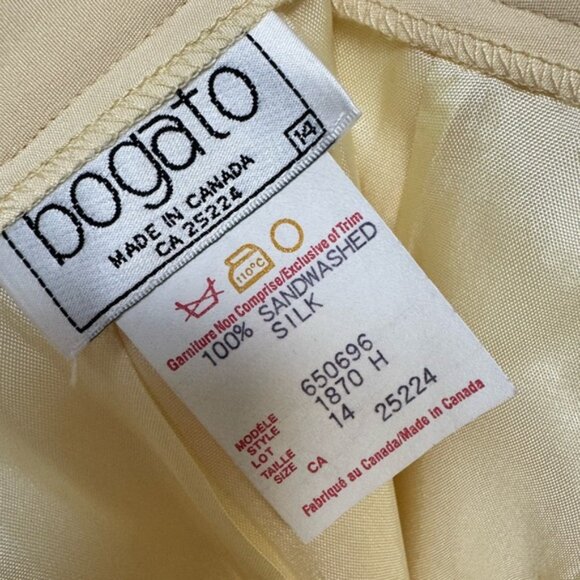 bogato
14
MADE IN CANADA
CA 25224
110°C
Garniture Non Comprise/Exclusive of Trim
100% SANDWASHED
SILK
MODÈLE
STYLE 650696
LOT 1870 H
TAILLE
SIZE 14 25224
CA
Fabriqué au Canada/Made in Canada